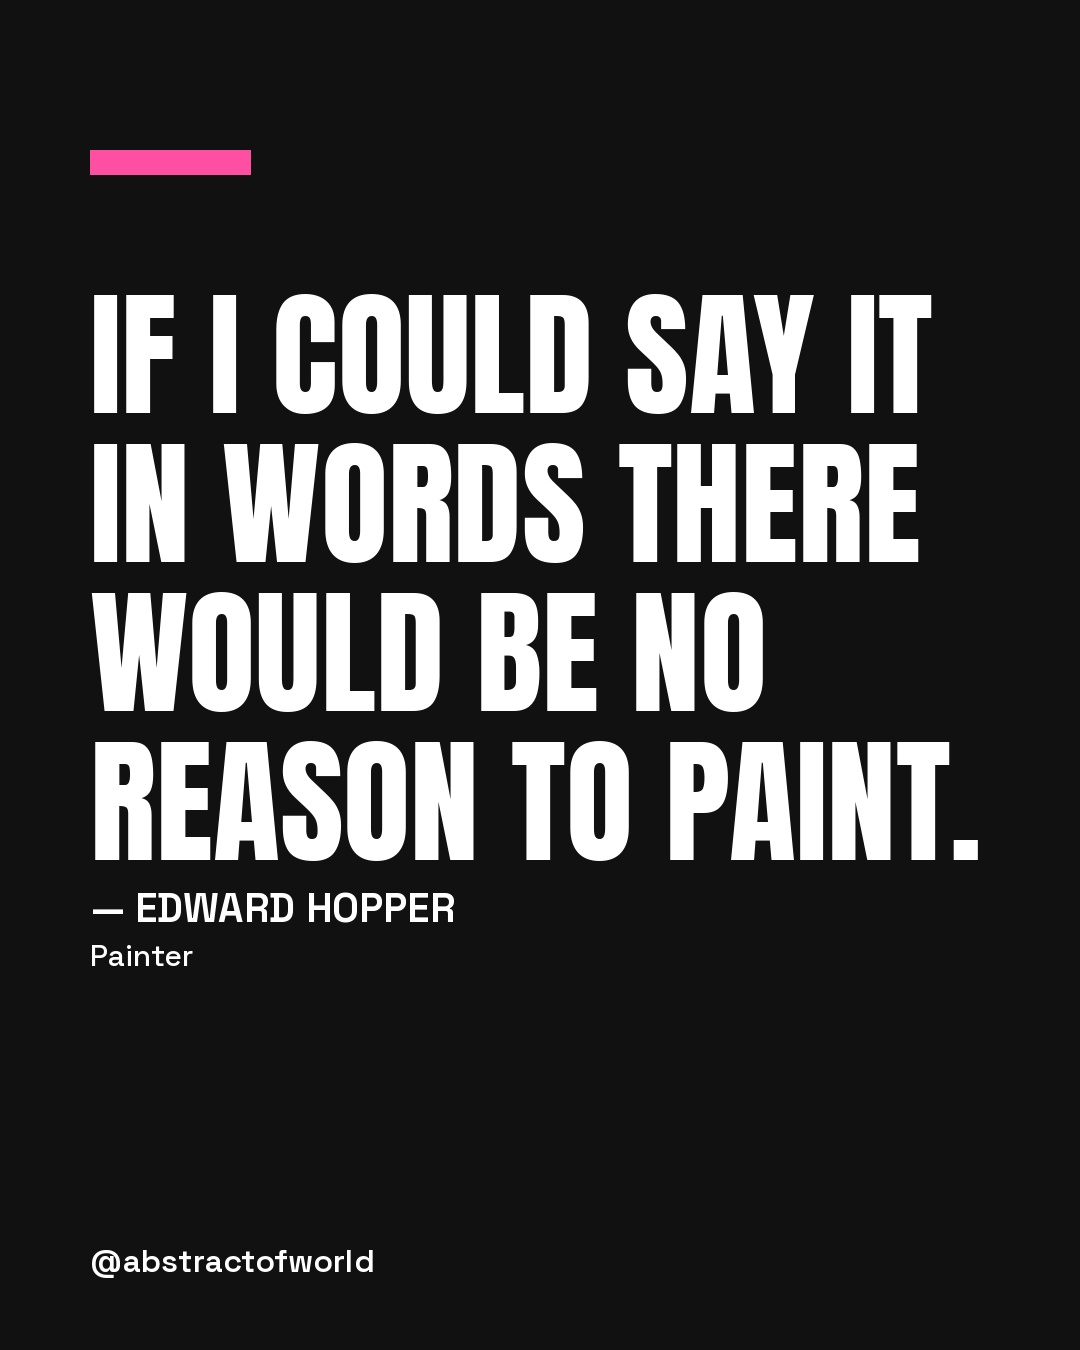 IF I COULD SAY IT
IN WORDS THERE
WOULD BE NO
REASON TO PAINT.
— EDWARD HOPPER
Painter
@abstractofworld